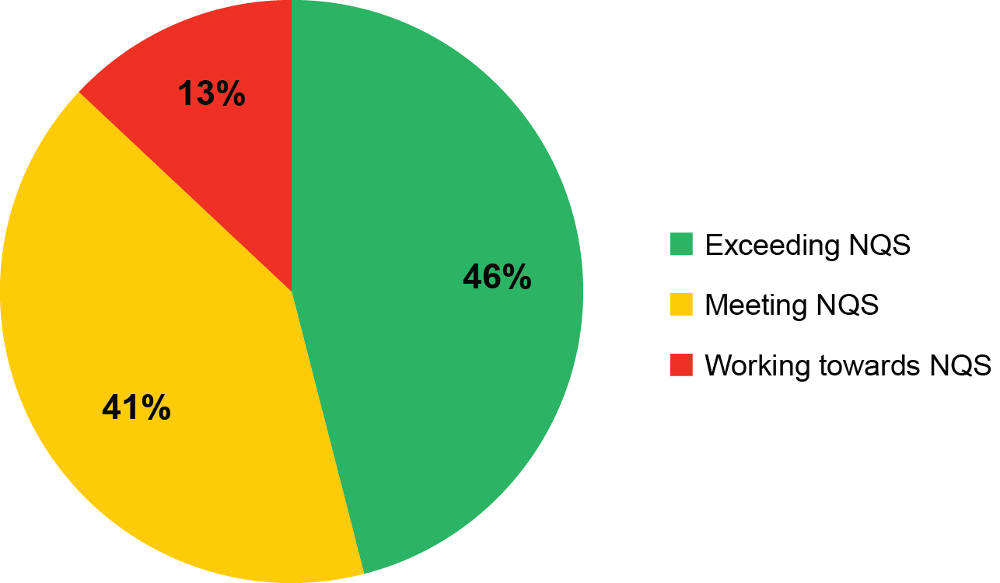 13%
46%
41%
Exceeding NQS
Meeting NQS
Working towards NQS